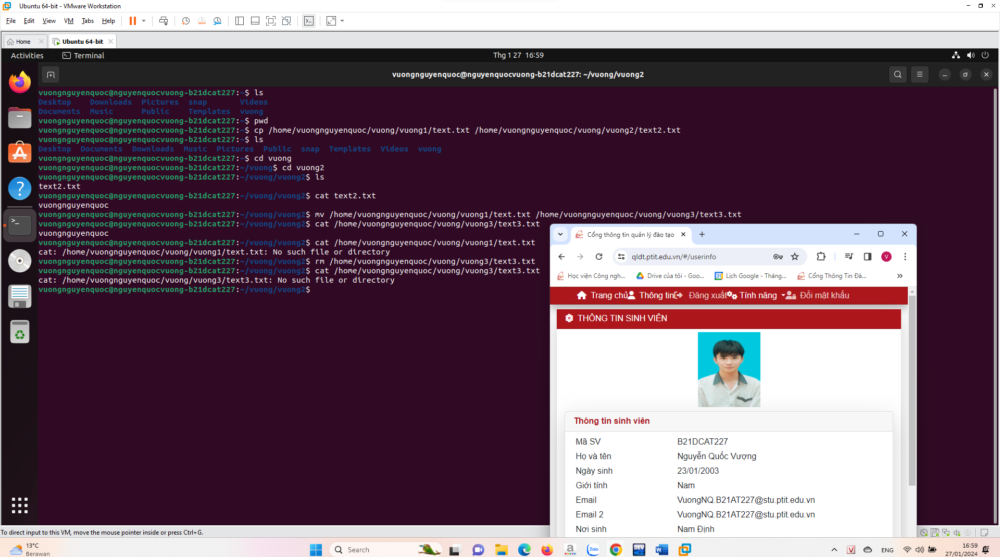 Ubuntu 64-bit - VMware Workstation
File Edit View VM Tabs Help
Home
Ubuntu 64-bit
Activities
Terminal
Thg 1 27 16:59
vuongnguyenquoc@nguyenquocvuong-b21dcat227: ~/vuong/vuong2
vuongnguyenquoc@nguyenquocvuong-b21dcat227:~$ ls
Desktop Downloads Pictures snap Videos
Documents Music Public Templates vuong
vuongnguyenquoc@nguyenquocvuong-b21dcat227:~$ pwd
vuongnguyenquoc@nguyenquocvuong-b21dcat227:~$ cp /home/vuongnguyenquoc/vuong/vuong1/text.txt /home/vuongnguyenquoc/vuong/vuong2/text2.txt
vuongnguyenquoc@nguyenquocvuong-b21dcat227:~$ ls
Desktop Documents Downloads Music Pictures Public snap Templates Videos vuong
vuongnguyenquoc@nguyenquocvuong-b21dcat227:~$ cd vuong
vuongnguyenquoc@nguyenquocvuong-b21dcat227:~/vuong$ cd vuong2
vuongnguyenquoc@nguyenquocvuong-b21dcat227:~/vuong/vuong2$ ls
text2.txt
vuongnguyenquoc@nguyenquocvuong-b21dcat227:~/vuong/vuong2$ cat text2.txt
vuongnguyenquoc
vuongnguyenquoc@nguyenquocvuong-b21dcat227:~/vuong/vuong2$ mv /home/vuongnguyenquoc/vuong/vuong1/text.txt /home/vuongnguyenquoc/vuong/vuong3/text3.txt
vuongnguyenquoc@nguyenquocvuong-b21dcat227:~/vuong/vuong2$ cat /home/vuongnguyenquoc/vuong/vuong3/text3.txt
vuongnguyenquoc
vuongnguyenquoc@nguyenquocvuong-b21dcat227:~/vuong/vuong2$ cat /home/vuongnguyenquoc/vuong/vuong1/text.txt
cat: /home/vuongnguyenquoc/vuong/vuong1/text.txt: No such file or directory
vuongnguyenquoc@nguyenquocvuong-b21dcat227:~/vuong/vuong2$ rm /home/vuongnguyenquoc/vuong/vuong3/text3.txt
vuongnguyenquoc@nguyenquocvuong-b21dcat227:~/vuong/vuong2$ cat /home/vuongnguyenquoc/vuong/vuong3/text3.txt
cat: /home/vuongnguyenquoc/vuong/vuong3/text3.txt: No such file or directory
vuongnguyenquoc@nguyenquocvuong-b21dcat227:~/vuong/vuong2$
Cổng thông tin quản lý đào tạo
qldt.ptit.edu.vn/#/userinfo
V
Học viện Công ngh...
Drive của tôi - Goo...
31
Lịch Google - Tháng...
Cổng Thông Tin Đà...
Trang chủ Thông tin Đăng xuất Tính năng Đổi mật khẩu
THÔNG TIN SINH VIÊN
Thông tin sinh viên
Mã SV B21DCAT227
Họ và tên Nguyễn Quốc Vượng
Ngày sinh 23/01/2003
Giới tính Nam
Email VuongNQ.B21AT227@stu.ptit.edu.vn
Email 2 VuongNQ.B21AT227@stu.ptit.edu.vn
Nơi sinh Nam Định
To direct input to this VM, move the mouse pointer inside or press Ctrl+G.
13°C
Berawan
Search
a
Zalo
DEV
W
V
ENG
16:59
27/01/2024